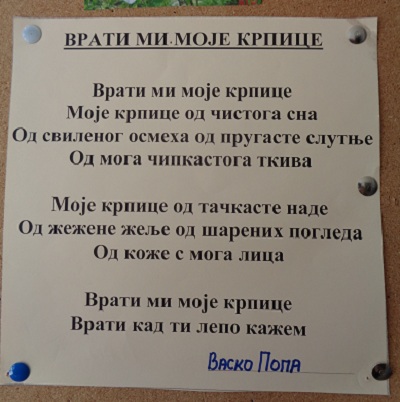 ВРАТИ МИ МОЈЕ КРПИЦЕ
Врати ми моје крпице
Моје крпице од чистога сна
Од свиленог осмеха од пругасте слутње
Од мога чипкастога ткива
Моје крпице од тачкасте наде
Од жежене жеље од шарених погледа
Од коже с мога лица
Врати ми моје крпице
Врати кад ти лепо кажем
Васко Попа